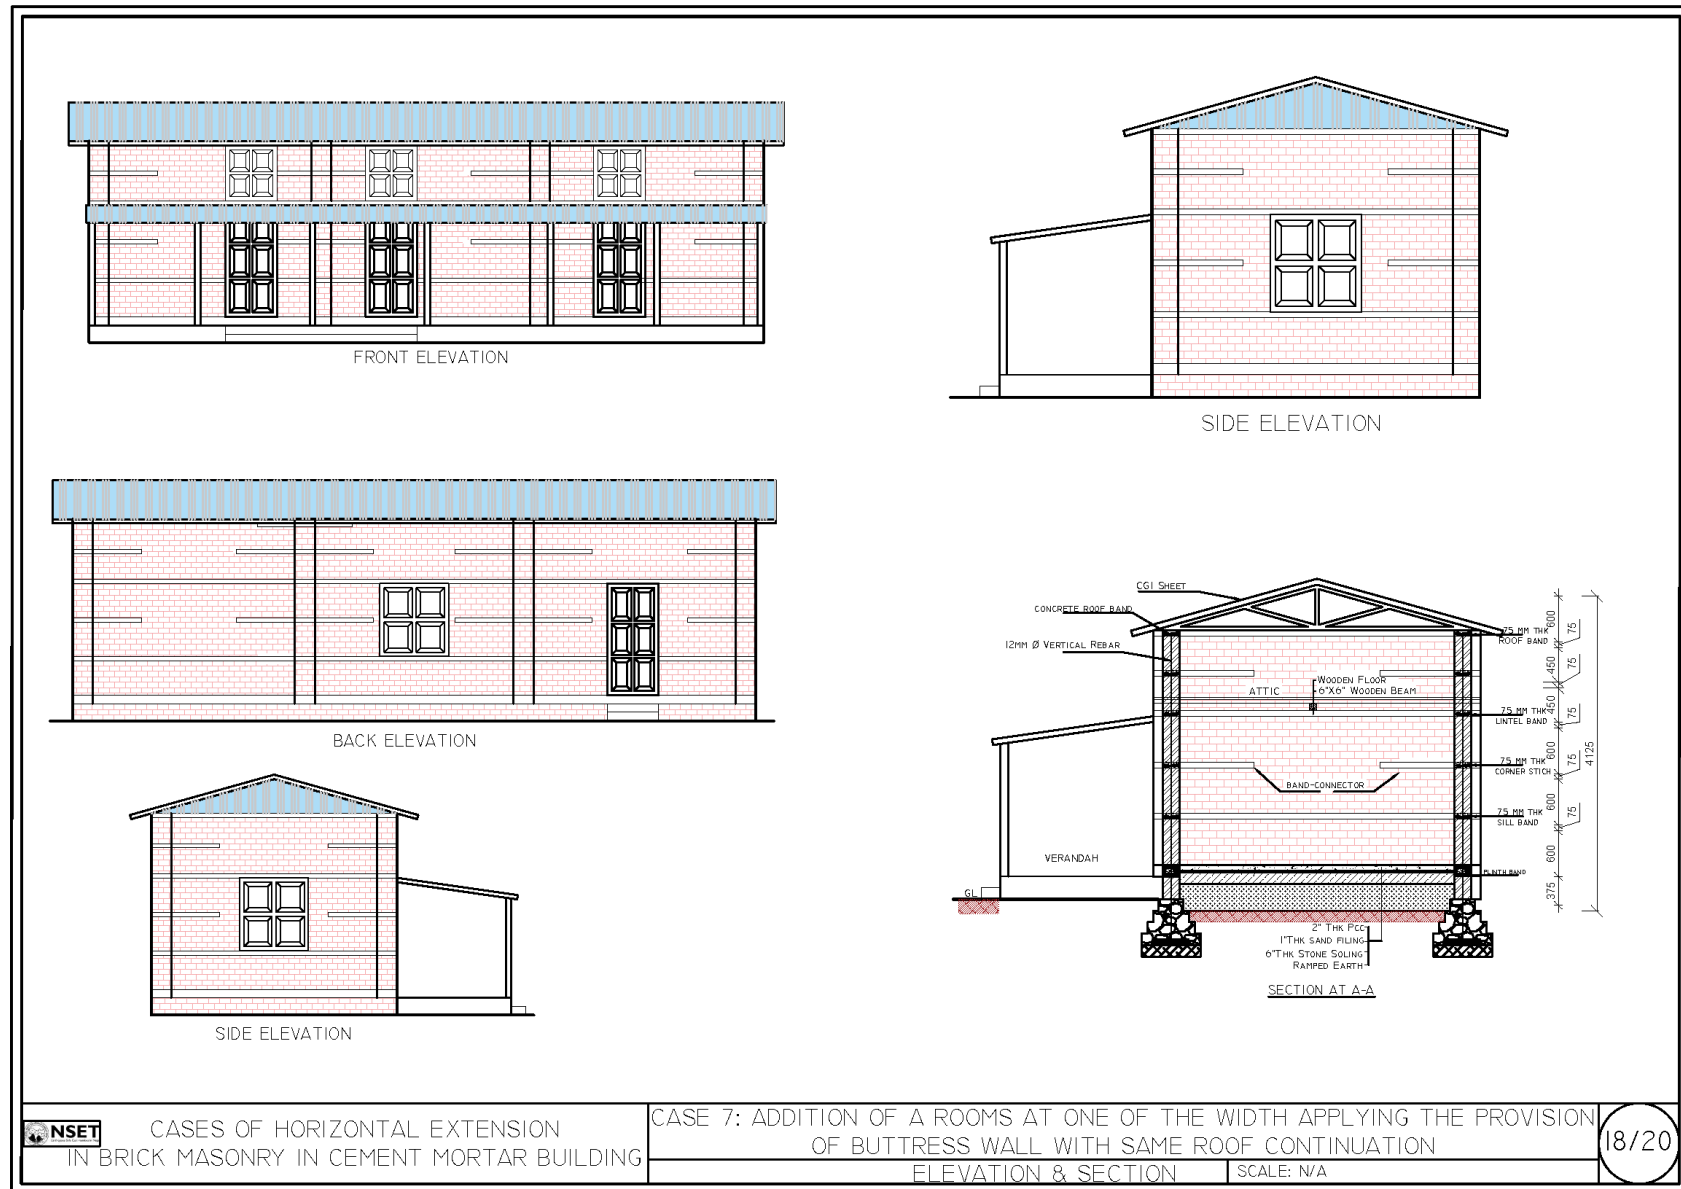 FRONT ELEVATION
SIDE ELEVATION
BACK ELEVATION
SIDE ELEVATION
CGI SHEET
CONCRETE ROOF BAND
12MM Ø VERTICAL REBAR
ATTIC
WOODEN FLOOR
6"X6" WOODEN BEAM
BAND-CONNECTOR
VERANDAH
GL
75 MM THK
ROOF BAND
75 MM THK
LINTEL BAND
75 MM THK
CORNER STICH
75 MM THK
SILL BAND
PLINTH BAND
600
75
450
75
450
75
600
75
600
75
600
375
4125
2" THK PCC
1"THK SAND FILING
6"THK STONE SOLING
RAMPED EARTH
SECTION AT A-A
NSET
CASES OF HORIZONTAL EXTENSION
IN BRICK MASONRY IN CEMENT MORTAR BUILDING
CASE 7: ADDITION OF A ROOMS AT ONE OF THE WIDTH APPLYING THE PROVISION
OF BUTTRESS WALL WITH SAME ROOF CONTINUATION
ELEVATION & SECTION
SCALE: N/A
18/20